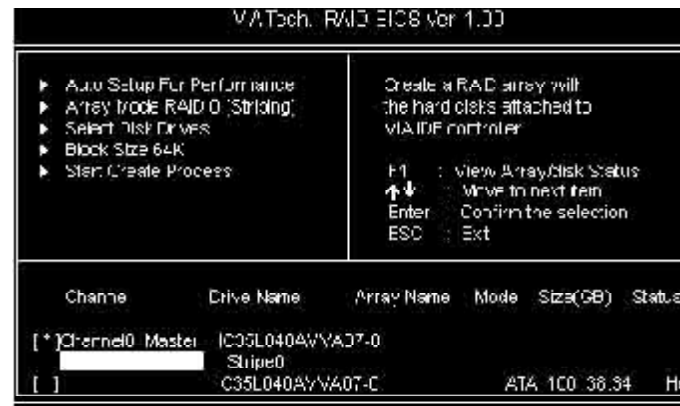 VIA Tech. RAID BIOS Ver 1.00
Auto Setup For Performance
Array Mode RAID 0 (Striping)
Select Disk Drives
Block Size 64K
Start Create Process
Create a RAID array with
the hard disks attached to
VIA IDE controller
F1 : View Array/disk Status
↑↓ : Move to next item
Enter : Confirm the selection
ESC : Exit
Channel Drive Name Array Name Mode Size(GB) Status
[*]Channel0 Master IC35L040AVVA07-0
Stripe0
[ ] C35L040AVVA07-0 ATA 100 38.34